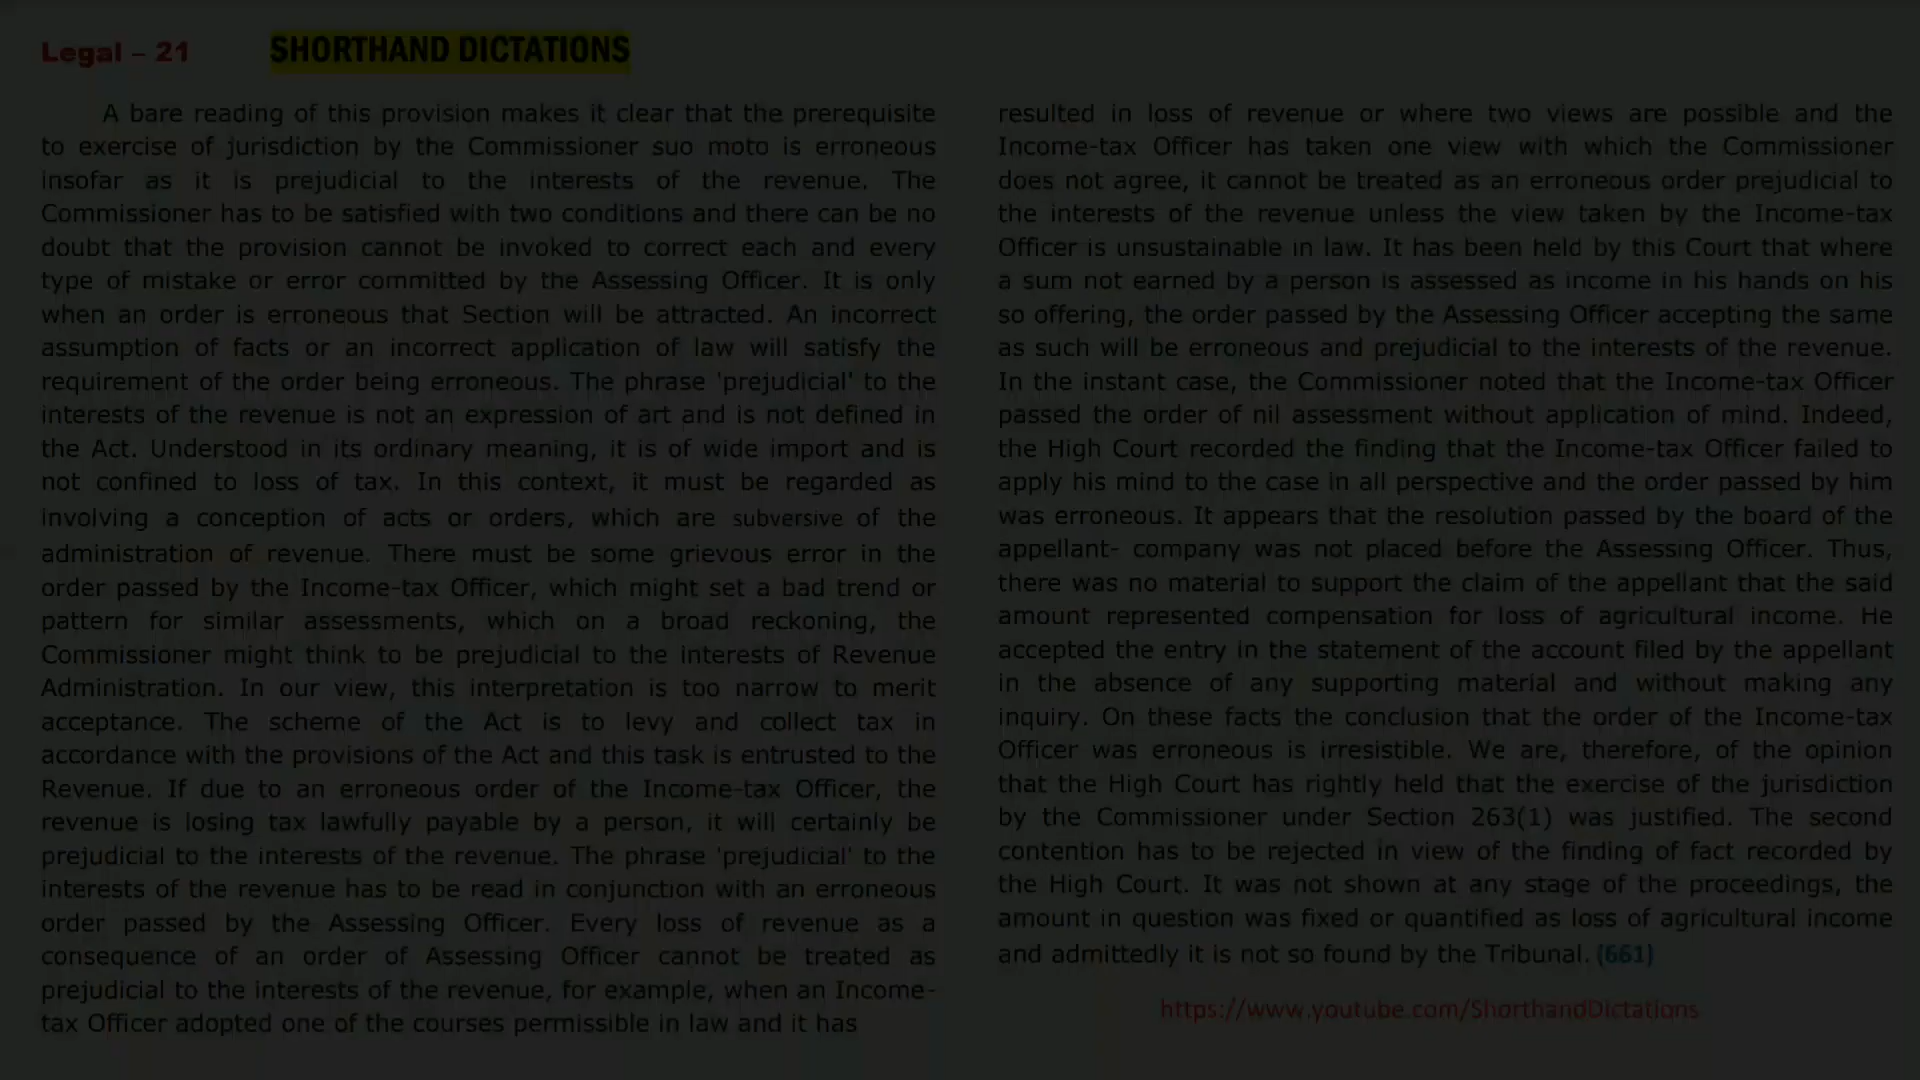 Legal – 21 SHORTHAND DICTATIONS
A bare reading of this provision makes it clear that the prerequisite
to exercise of jurisdiction by the Commissioner suo moto is erroneous
insofar as it is prejudicial to the interests of the revenue. The
Commissioner has to be satisfied with two conditions and there can be no
doubt that the provision cannot be invoked to correct each and every
type of mistake or error committed by the Assessing Officer. It is only
when an order is erroneous that Section will be attracted. An incorrect
assumption of facts or an incorrect application of law will satisfy the
requirement of the order being erroneous. The phrase 'prejudicial' to the
interests of the revenue is not an expression of art and is not defined in
the Act. Understood in its ordinary meaning, it is of wide import and is
not confined to loss of tax. In this context, it must be regarded as
involving a conception of acts or orders, which are subversive of the
administration of revenue. There must be some grievous error in the
order passed by the Income-tax Officer, which might set a bad trend or
pattern for similar assessments, which on a broad reckoning, the
Commissioner might think to be prejudicial to the interests of Revenue
Administration. In our view, this interpretation is too narrow to merit
acceptance. The scheme of the Act is to levy and collect tax in
accordance with the provisions of the Act and this task is entrusted to the
Revenue. If due to an erroneous order of the Income-tax Officer, the
revenue is losing tax lawfully payable by a person, it will certainly be
prejudicial to the interests of the revenue. The phrase 'prejudicial' to the
interests of the revenue has to be read in conjunction with an erroneous
order passed by the Assessing Officer. Every loss of revenue as a
consequence of an order of Assessing Officer cannot be treated as
prejudicial to the interests of the revenue, for example, when an Income-
tax Officer adopted one of the courses permissible in law and it has
resulted in loss of revenue or where two views are possible and the
Income-tax Officer has taken one view with which the Commissioner
does not agree, it cannot be treated as an erroneous order prejudicial to
the interests of the revenue unless the view taken by the Income-tax
Officer is unsustainable in law. It has been held by this Court that where
a sum not earned by a person is assessed as income in his hands on his
so offering, the order passed by the Assessing Officer accepting the same
as such will be erroneous and prejudicial to the interests of the revenue.
In the instant case, the Commissioner noted that the Income-tax Officer
passed the order of nil assessment without application of mind. Indeed,
the High Court recorded the finding that the Income-tax Officer failed to
apply his mind to the case in all perspective and the order passed by him
was erroneous. It appears that the resolution passed by the board of the
appellant- company was not placed before the Assessing Officer. Thus,
there was no material to support the claim of the appellant that the said
amount represented compensation for loss of agricultural income. He
accepted the entry in the statement of the account filed by the appellant
in the absence of any supporting material and without making any
inquiry. On these facts the conclusion that the order of the Income-tax
Officer was erroneous is irresistible. We are, therefore, of the opinion
that the High Court has rightly held that the exercise of the jurisdiction
by the Commissioner under Section 263(1) was justified. The second
contention has to be rejected in view of the finding of fact recorded by
the High Court. It was not shown at any stage of the proceedings, the
amount in question was fixed or quantified as loss of agricultural income
and admittedly it is not so found by the Tribunal. (661)
https://www.youtube.com/ShorthandDictations